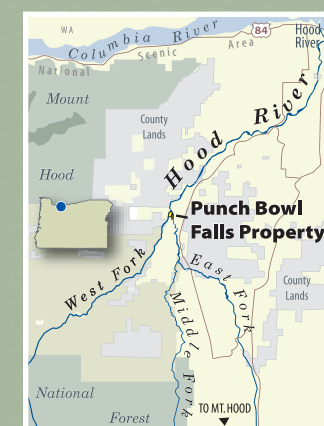 WA
Columbia River
84
Hood
River
Scenic
Area
National
Mount
County
Lands
Hood River
Hood
Punch Bowl
Falls Property
West Fork
East Fork
Middle Fork
County
Lands
National
Forest
TO MT. HOOD